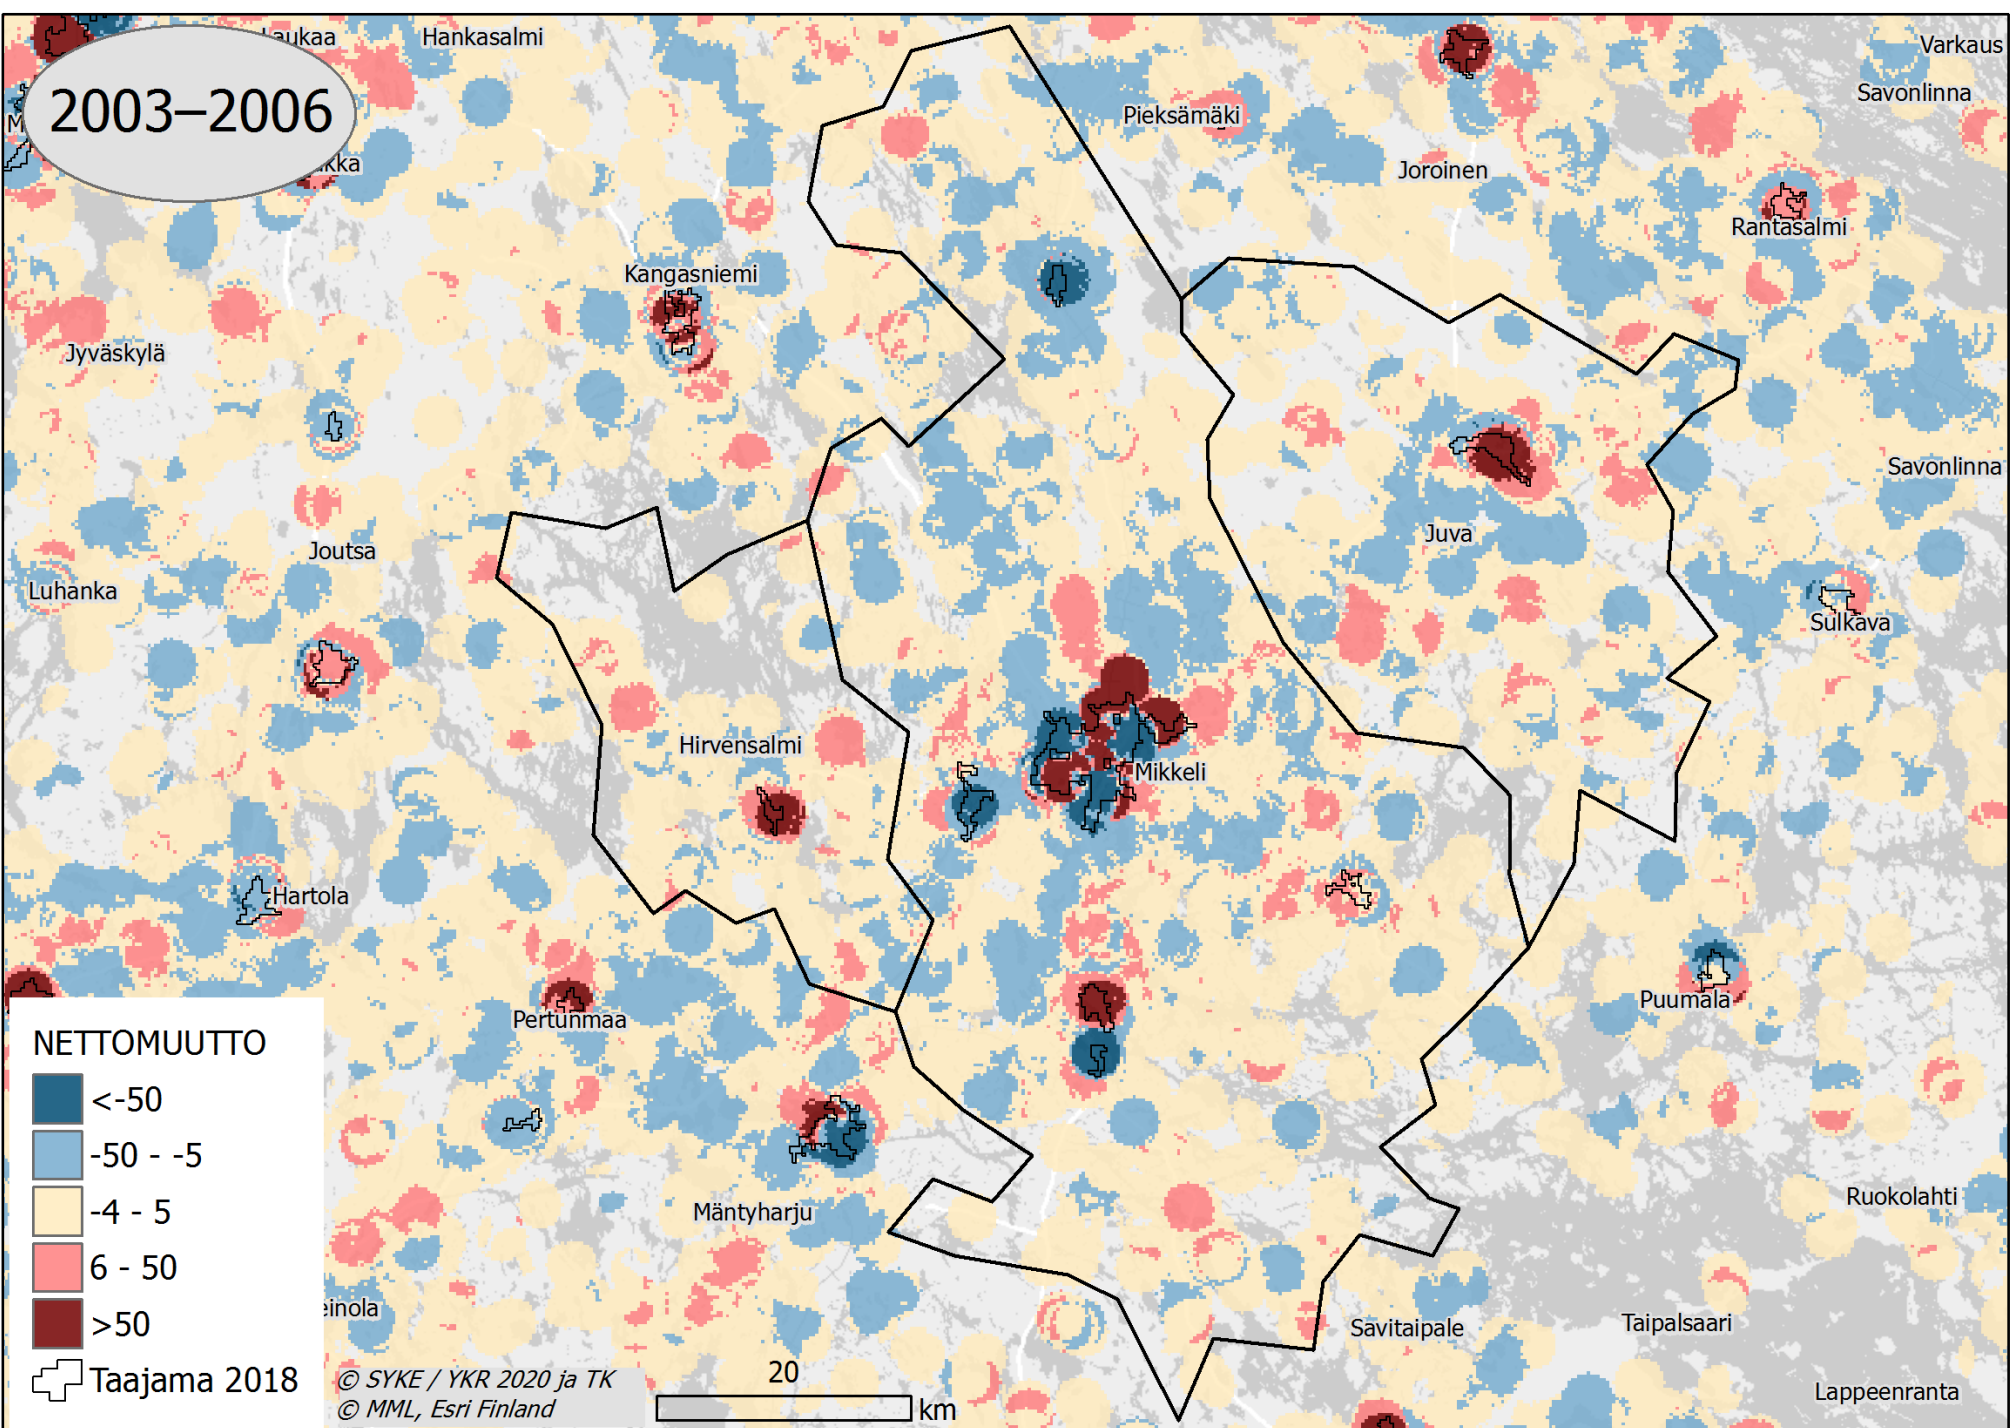 Laukaa
Hankasalmi
Varkaus
2003–2006
Savonlinna
Pieksämäki
M
kka
Joroinen
Rantasalmi
Kangasniemi
Jyväskylä
Savonlinna
Juva
Joutsa
Luhanka
Sulkava
Hirvensalmi
Mikkeli
Hartola
Puumala
Pertunmaa
NETTOMUUTTO
<-50
-50 - -5
-4 - 5
6 - 50
>50
Taajama 2018
Mäntyharju
Ruokolahti
einola
Savitaipale
Taipalsaari
Lappeenranta
© SYKE / YKR 2020 ja TK
© MML, Esri Finland
20
km